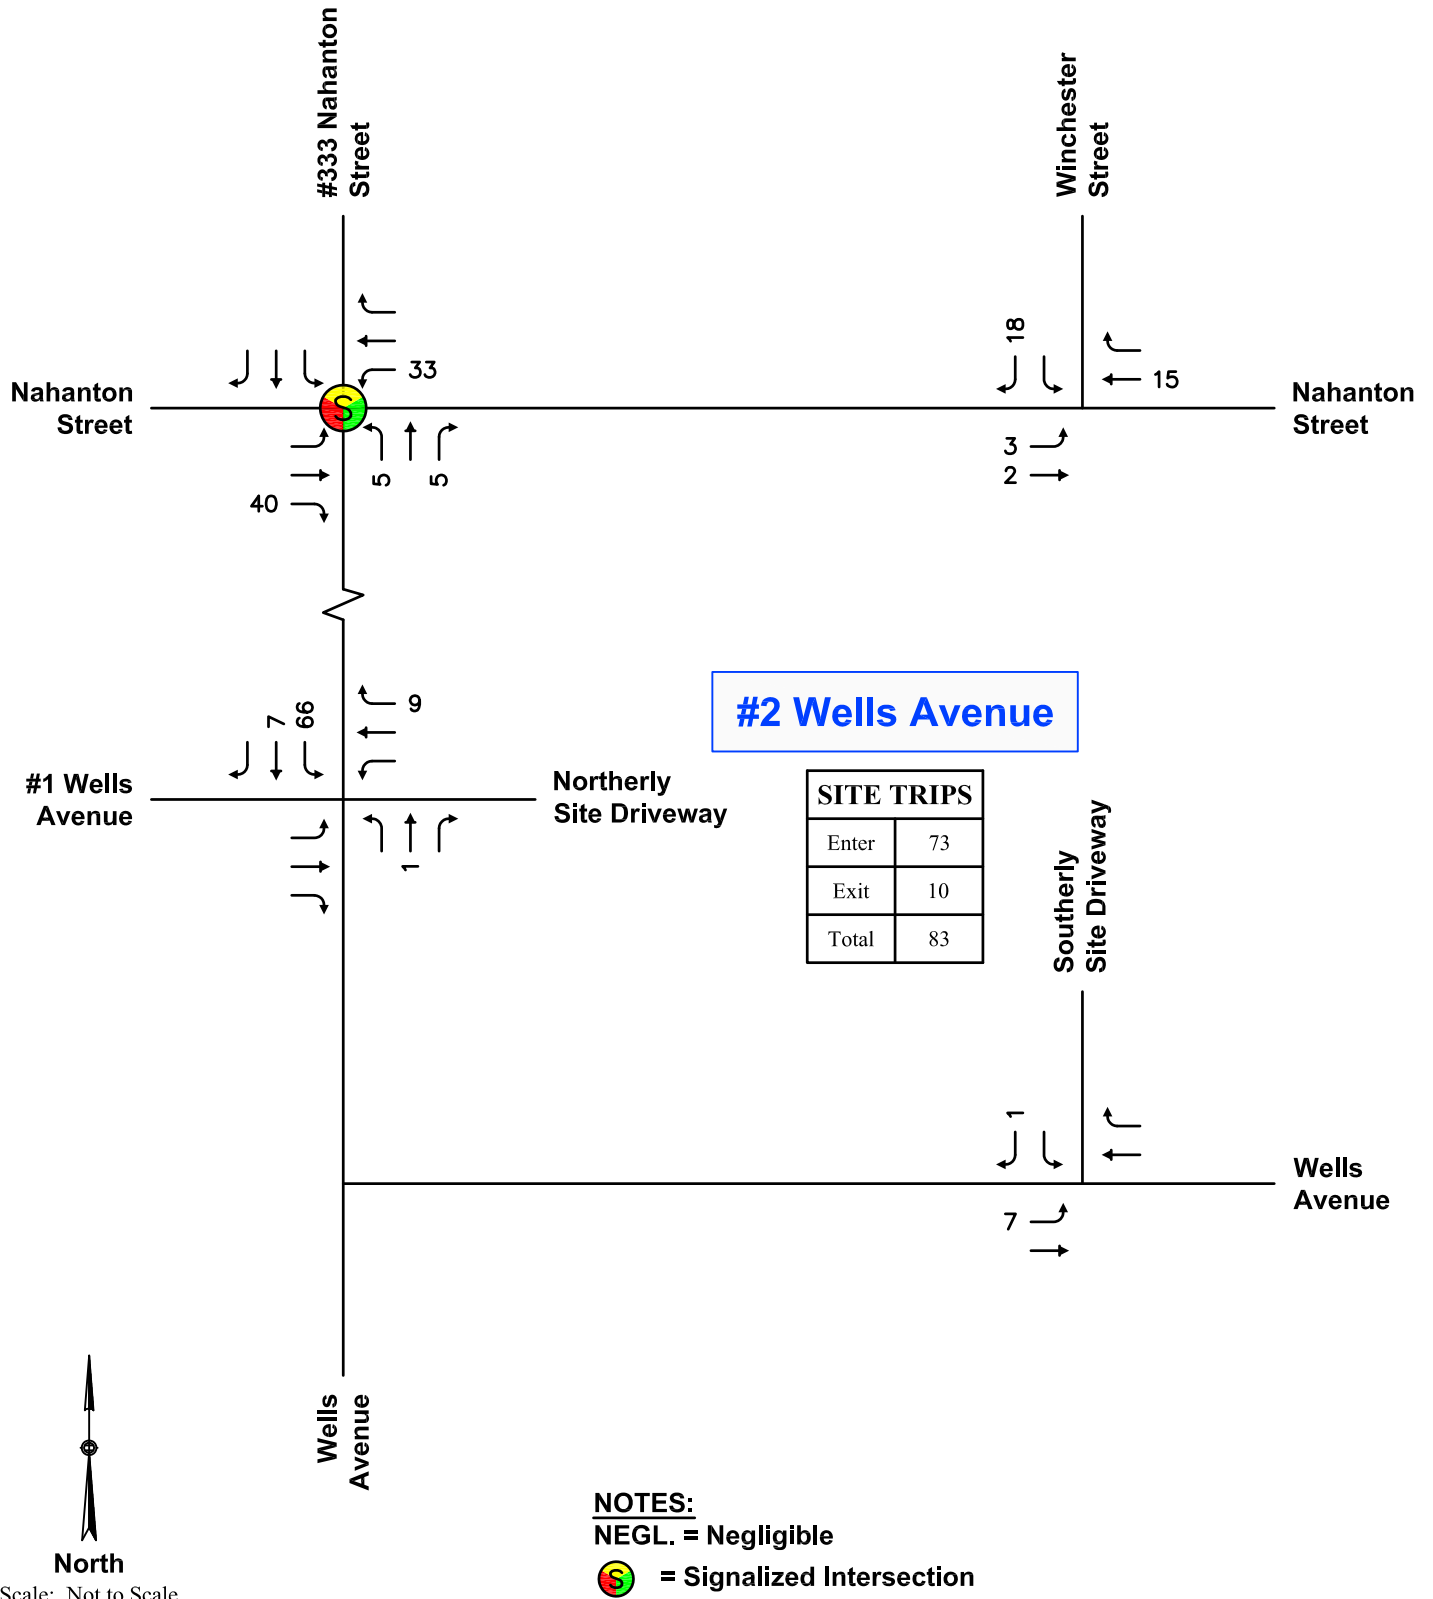 #333 Nahanton
Street
Winchester
Street
18
33
15
Nahanton
Street
S
Nahanton
Street
3
2
5
5
40
7
66
9
#2 Wells Avenue
#1 Wells
Avenue
Northerly
Site Driveway
SITE TRIPS
Enter 73
Exit 10
Total 83
1
Southerly
Site Driveway
1
Wells
Avenue
7
Wells
Avenue
NOTES:
NEGL. = Negligible
S = Signalized Intersection
North
Scale: Not to Scale